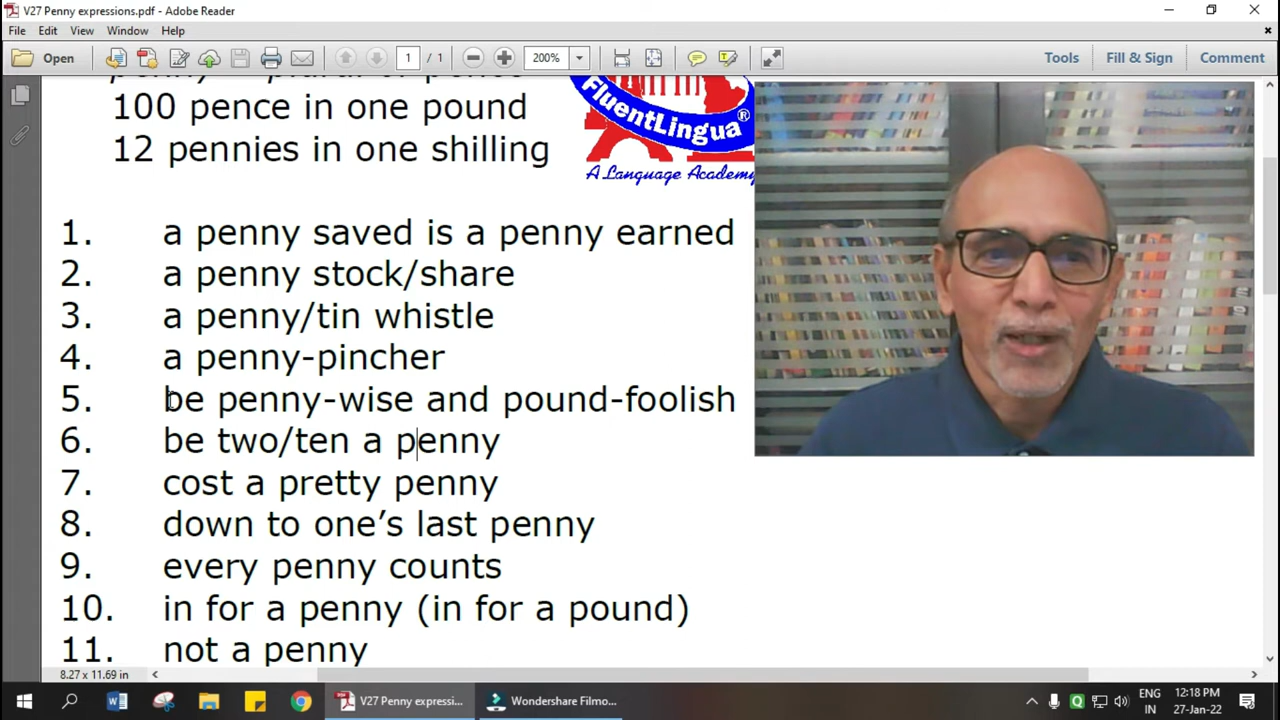 V27 Penny expressions.pdf - Adobe Reader
File Edit View Window Help
Open 1 / 1 200% Tools Fill & Sign Comment
100 pence in one pound
12 pennies in one shilling
FluentLingua®
A Language Academy
1. a penny saved is a penny earned
2. a penny stock/share
3. a penny/tin whistle
4. a penny-pincher
5. be penny-wise and pound-foolish
6. be two/ten a penny
7. cost a pretty penny
8. down to one’s last penny
9. every penny counts
10. in for a penny (in for a pound)
11. not a penny
8.27 x 11.69 in
V27 Penny expressi... Wondershare Filmo... ENG 12:18 PM
IN 27-Jan-22